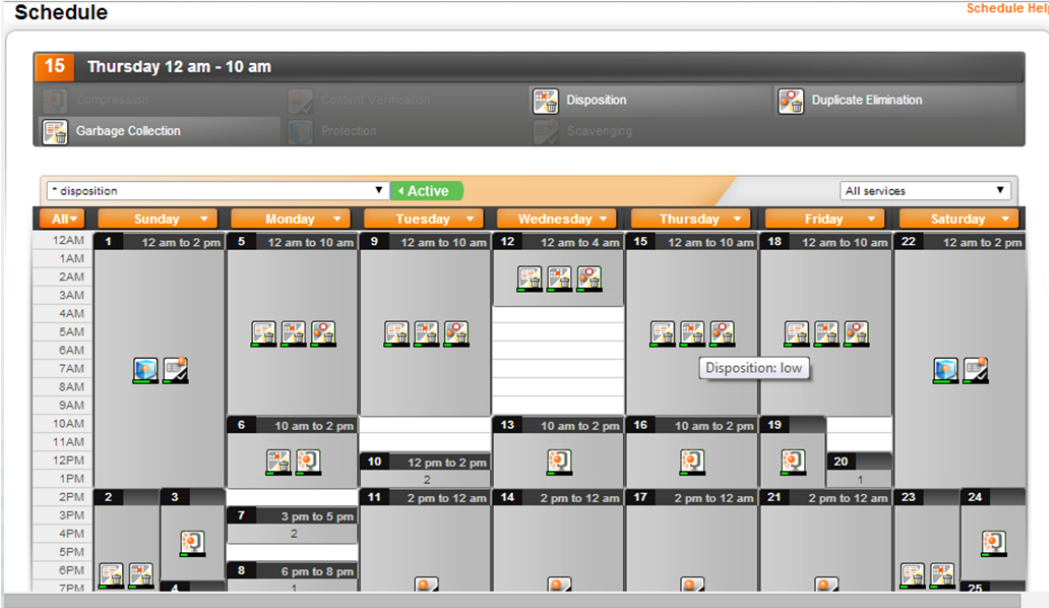 Schedule
Schedule Help
15 Thursday 12 am - 10 am
Compression Content Verification Disposition Duplicate Elimination
Garbage Collection Protection Scavenging
* disposition Active All services
All Sunday Monday Tuesday Wednesday Thursday Friday Saturday
12AM 1 12 am to 2 pm 5 12 am to 10 am 9 12 am to 10 am 12 12 am to 4 am 15 12 am to 10 am 18 12 am to 10 am 22 12 am to 2 pm
1AM
2AM
3AM
4AM
5AM
6AM
7AM Disposition: low
8AM
9AM
10AM 6 10 am to 2 pm 13 10 am to 2 pm 16 10 am to 2 pm 19
11AM
12PM 10 12 pm to 2 pm 20
1PM 2 1
2PM 2 3 11 2 pm to 12 am 14 2 pm to 12 am 17 2 pm to 12 am 21 2 pm to 12 am 23 24
3PM 7 3 pm to 5 pm
4PM 2
5PM
6PM 8 6 pm to 8 pm
7PM 4 1 25